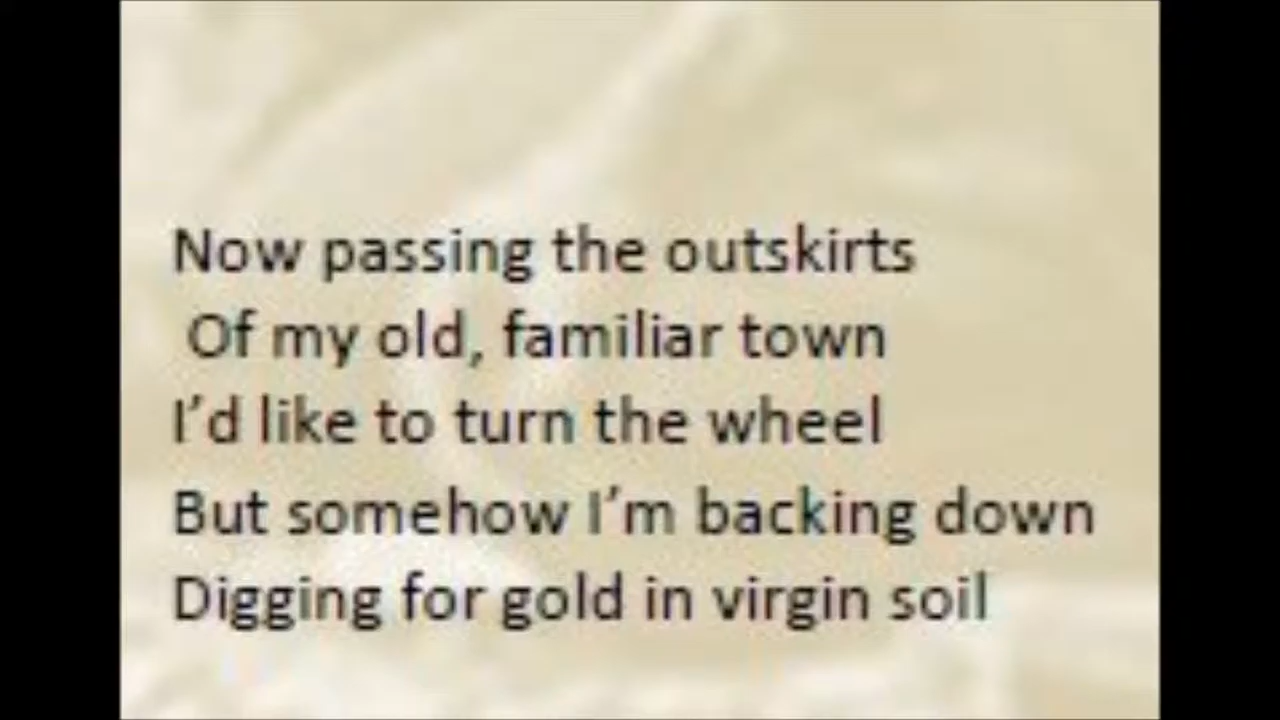 Now passing the outskirts
Of my old, familiar town
I’d like to turn the wheel
But somehow I’m backing down
Digging for gold in virgin soil